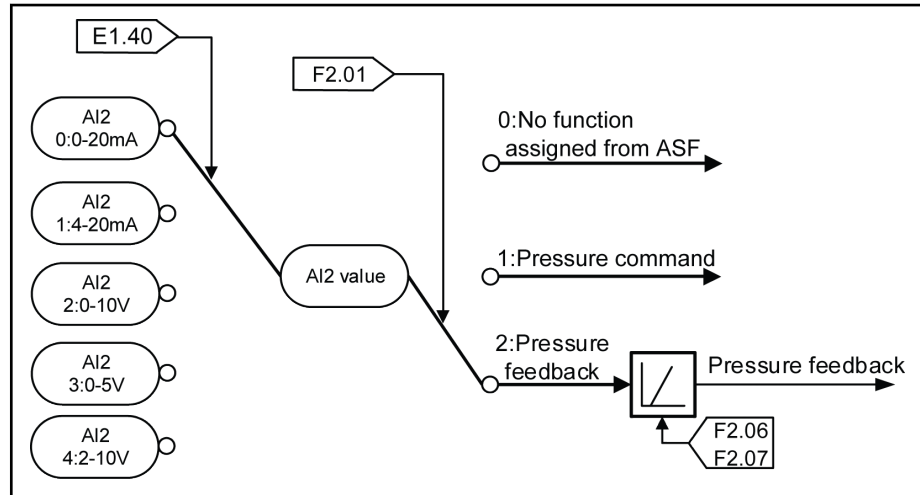 E1.40
F2.01
AI2
0:0-20mA
AI2
1:4-20mA
AI2
2:0-10V
AI2
3:0-5V
AI2
4:2-10V
AI2 value
0:No function
assigned from ASF
1:Pressure command
2:Pressure
feedback
Pressure feedback
F2.06
F2.07